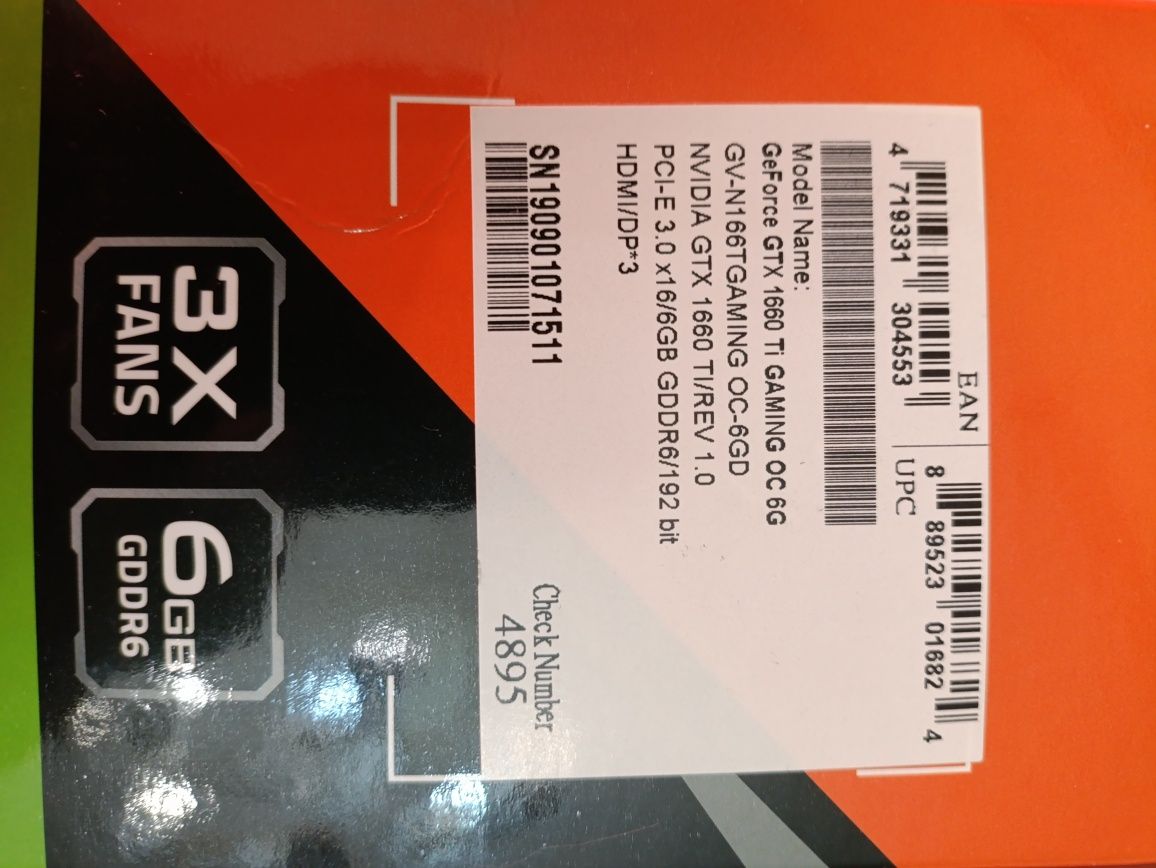 EAN
4 719331 304553
UPC
8 89523 01682 4
Model Name:
GeForce GTX 1660 Ti GAMING OC 6G
GV-N166TGAMING OC-6GD
NVIDIA GTX 1660 TI/REV 1.0
PCI-E 3.0 x16/6GB GDDR6/192 bit
HDMI/DP*3
SN190901071511
Check Number
4895
3X
FANS
6GB
GDDR6